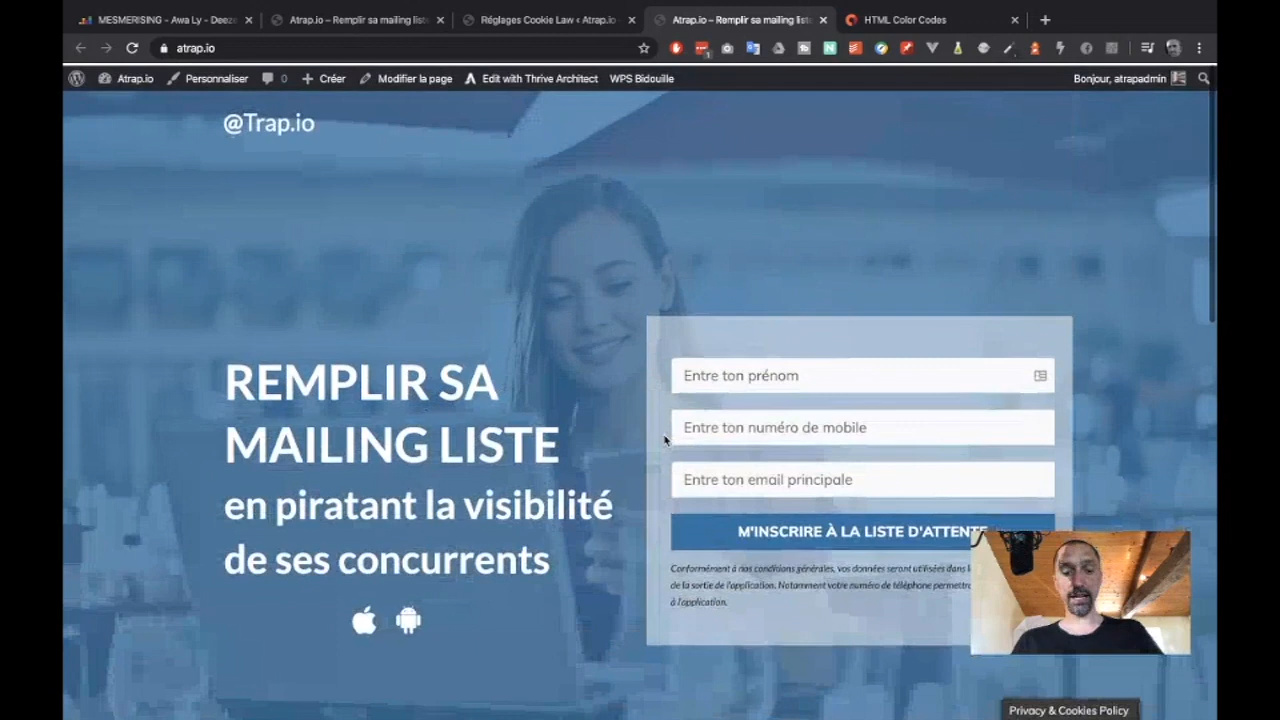 MESMERISING - Awa Ly - Deeze
Atrap.io – Remplir sa mailing liste
Réglages Cookie Law ‹ Atrap.io –
Atrap.io – Remplir sa mailing liste
HTML Color Codes
atrap.io
Atrap.io
Personnaliser
0
Créer
Modifier la page
Edit with Thrive Architect
WPS Bidouille
Bonjour, atrapadmin
@Trap.io
REMPLIR SA
MAILING LISTE
en piratant la visibilité
de ses concurrents
Entre ton prénom
Entre ton numéro de mobile
Entre ton email principale
M'INSCRIRE À LA LISTE D'ATTENTE
Conformément à nos conditions générales, vos données seront utilisées dans
de la sortie de l'application. Notamment votre numéro de téléphone
à l'application.
Privacy & Cookies Policy